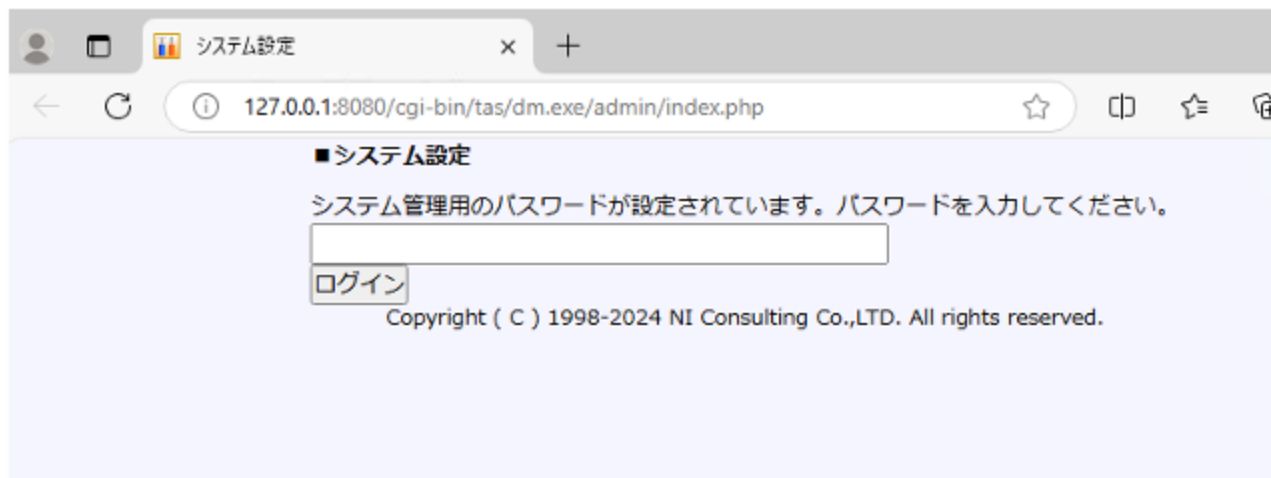 システム設定
127.0.0.1:8080/cgi-bin/tas/dm.exe/admin/index.php
■システム設定
システム管理用のパスワードが設定されています。パスワードを入力してください。
ログイン
Copyright ( C ) 1998-2024 NI Consulting Co.,LTD. All rights reserved.